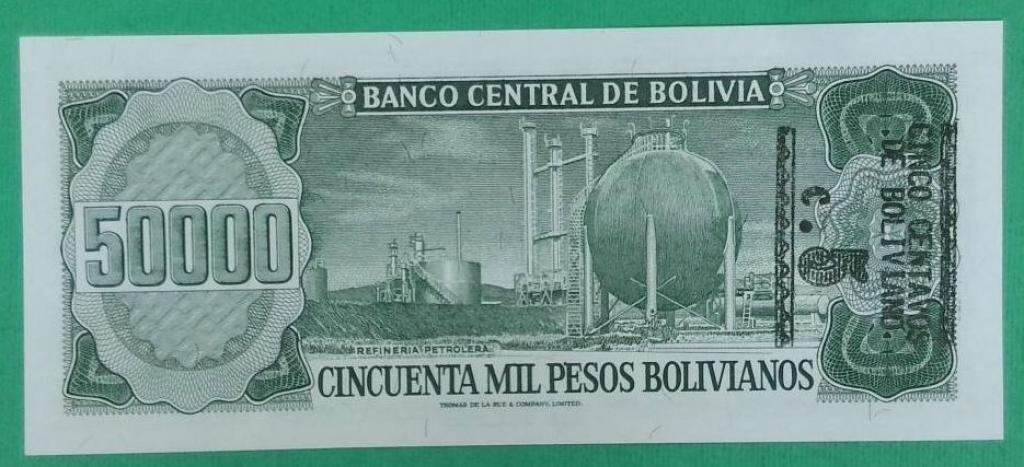 BANCO CENTRAL DE BOLIVIA
50000
REFINERIA PETROLERA
CINCUENTA MIL PESOS BOLIVIANOS
THOMAS DE LA RUE & COMPANY, LIMITED.
CINCO CENTAVOS
DE BOLIVIANO
5 c.